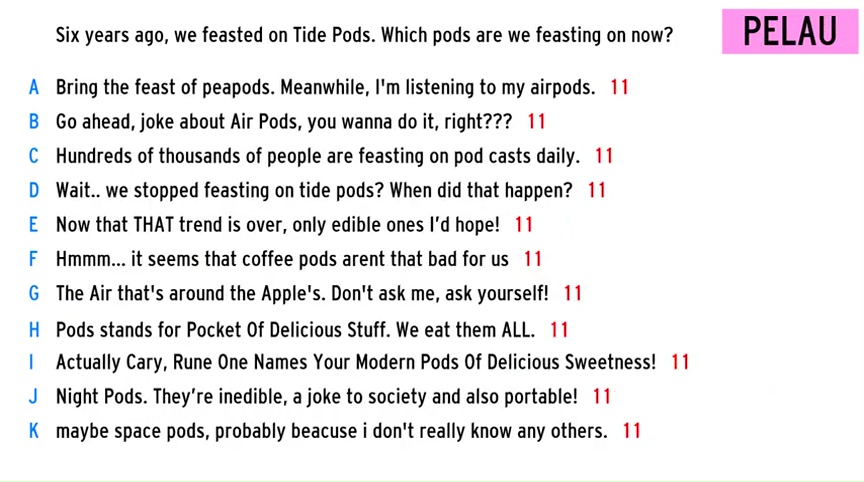 Six years ago, we feasted on Tide Pods. Which pods are we feasting on now?
PELAU
A Bring the feast of peapods. Meanwhile, I'm listening to my airpods. 11
B Go ahead, joke about Air Pods, you wanna do it, right??? 11
C Hundreds of thousands of people are feasting on pod casts daily. 11
D Wait.. we stopped feasting on tide pods? When did that happen? 11
E Now that THAT trend is over, only edible ones I’d hope! 11
F Hmmm... it seems that coffee pods arent that bad for us 11
G The Air that's around the Apple's. Don't ask me, ask yourself! 11
H Pods stands for Pocket Of Delicious Stuff. We eat them ALL. 11
I Actually Cary, Rune One Names Your Modern Pods Of Delicious Sweetness! 11
J Night Pods. They’re inedible, a joke to society and also portable! 11
K maybe space pods, probably beacuse i don't really know any others. 11